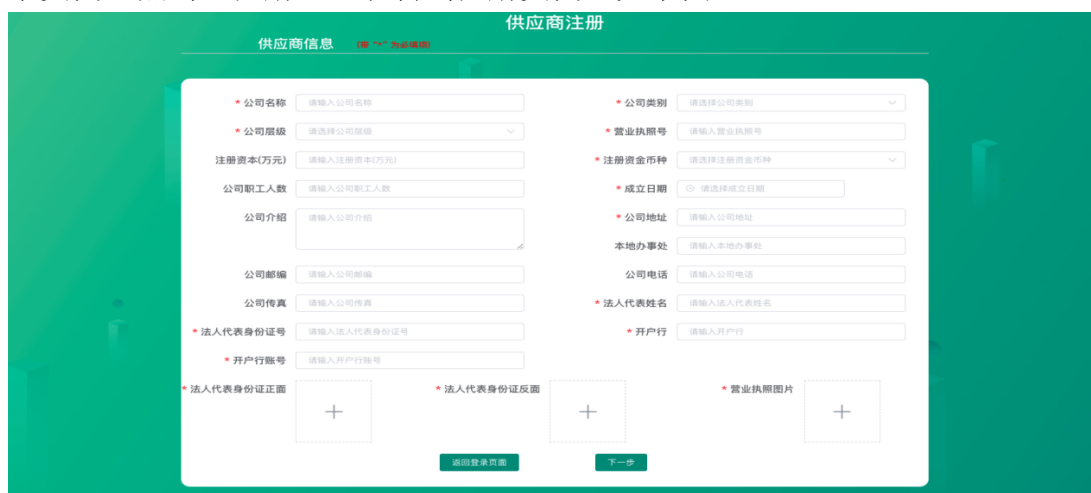 供应商注册
供应商信息 (带 "*" 为必填项)
* 公司名称 请输入公司名称 * 公司类别 请选择公司类别
* 公司层级 请选择公司层级 * 营业执照号 请输入营业执照号
注册资本(万元) 请输入注册资本(万元) * 注册资金币种 请选择注册资金币种
公司职工人数 请输入公司职工人数 * 成立日期 请选择成立日期
公司介绍 请输入公司介绍 * 公司地址 请输入公司地址
本地办事处 请输入本地办事处
公司邮编 请输入公司邮编 公司电话 请输入公司电话
公司传真 请输入公司传真 * 法人代表姓名 请输入法人代表姓名
* 法人代表身份证号 请输入法人代表身份证号 * 开户行 请输入开户行
* 开户行账号 请输入开户行账号
* 法人代表身份证正面 * 法人代表身份证反面 * 营业执照图片
返回登录页面 下一步